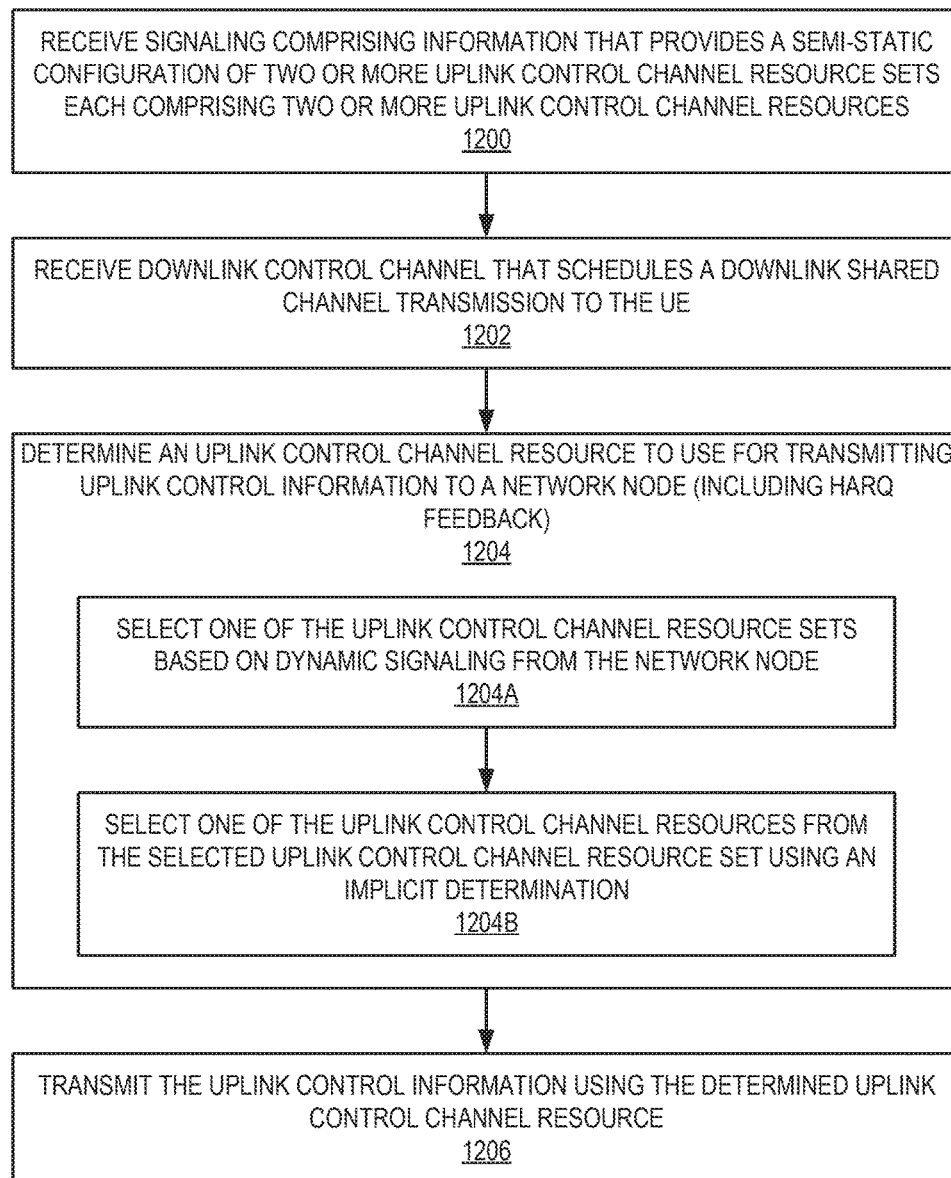 RECEIVE SIGNALING COMPRISING INFORMATION THAT PROVIDES A SEMI-STATIC
CONFIGURATION OF TWO OR MORE UPLINK CONTROL CHANNEL RESOURCE SETS
EACH COMPRISING TWO OR MORE UPLINK CONTROL CHANNEL RESOURCES
1200
RECEIVE DOWNLINK CONTROL CHANNEL THAT SCHEDULES A DOWNLINK SHARED
CHANNEL TRANSMISSION TO THE UE
1202
DETERMINE AN UPLINK CONTROL CHANNEL RESOURCE TO USE FOR TRANSMITTING
UPLINK CONTROL INFORMATION TO A NETWORK NODE (INCLUDING HARQ
FEEDBACK)
1204
SELECT ONE OF THE UPLINK CONTROL CHANNEL RESOURCE SETS
BASED ON DYNAMIC SIGNALING FROM THE NETWORK NODE
1204A
SELECT ONE OF THE UPLINK CONTROL CHANNEL RESOURCES FROM
THE SELECTED UPLINK CONTROL CHANNEL RESOURCE SET USING AN
IMPLICIT DETERMINATION
1204B
TRANSMIT THE UPLINK CONTROL INFORMATION USING THE DETERMINED UPLINK
CONTROL CHANNEL RESOURCE
1206